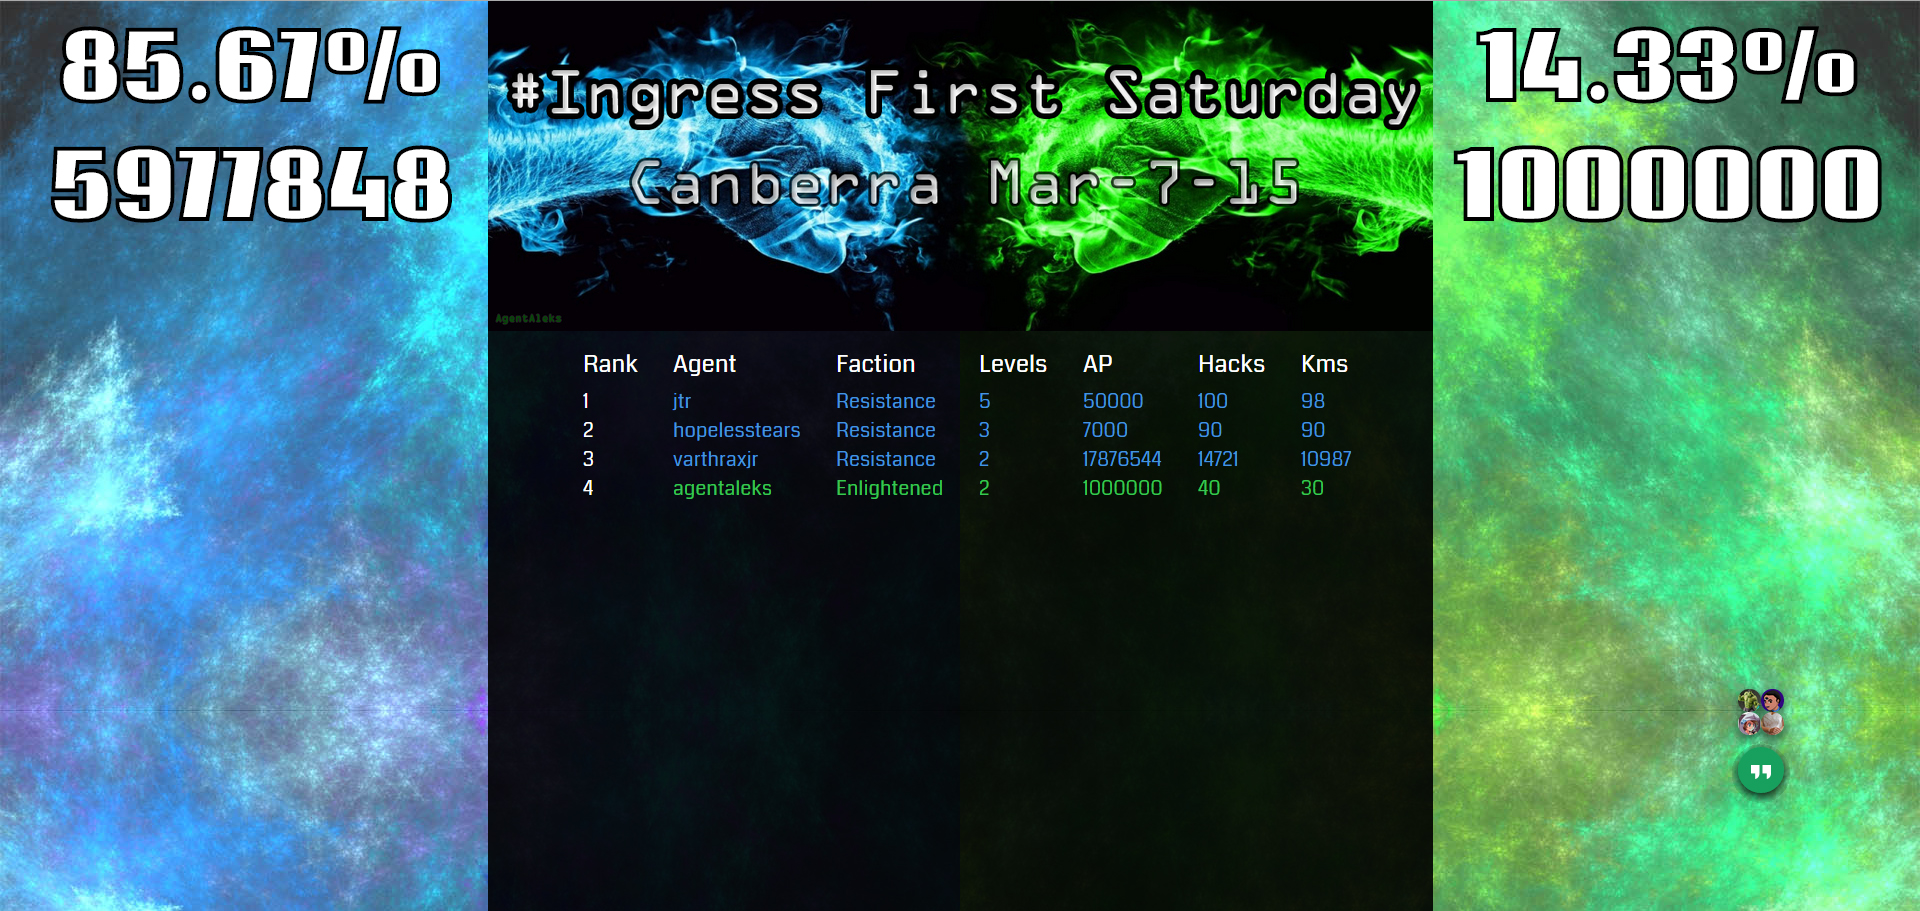 85.67%
5977848
#Ingress First Saturday
Canberra Mar-7-15
AgentAleks
14.33%
1000000
Rank Agent Faction Levels AP Hacks Kms
1 jtr Resistance 5 50000 100 98
2 hopelesstears Resistance 3 7000 90 90
3 varthraxjr Resistance 2 17876544 14721 10987
4 agentaleks Enlightened 2 1000000 40 30